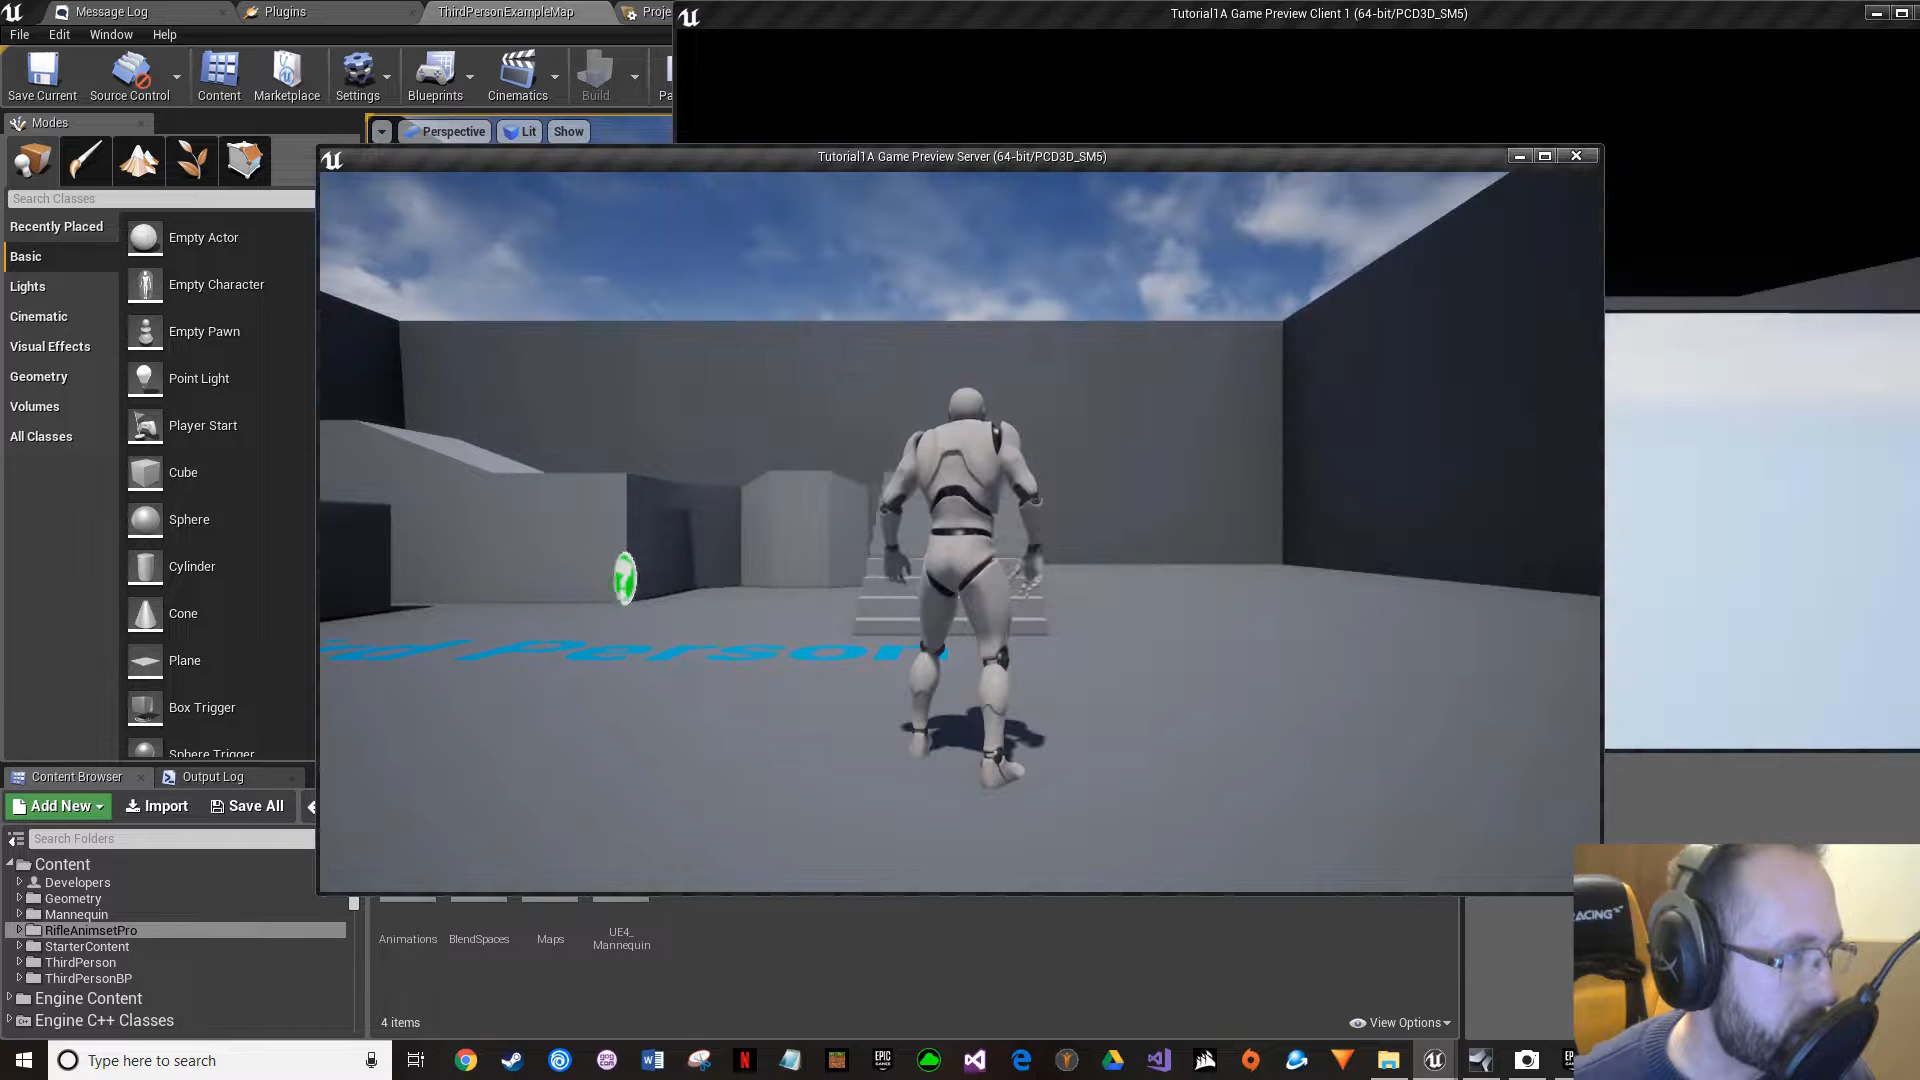 Message Log
Plugins
ThirdPersonExampleMap
Proje
Tutorial1A Game Preview Client 1 (64-bit/PCD3D_SM5)
File Edit Window Help
Save Current
Source Control
Content
Marketplace
Settings
Blueprints
Cinematics
Build
Pa
Modes
Perspective
Lit
Show
Tutorial1A Game Preview Server (64-bit/PCD3D_SM5)
Search Classes
Recently Placed
Basic
Lights
Cinematic
Visual Effects
Geometry
Volumes
All Classes
Empty Actor
Empty Character
Empty Pawn
Point Light
Player Start
Cube
Sphere
Cylinder
Cone
Plane
Box Trigger
Sphere Trigger
Person
Content Browser
Output Log
Add New
Import
Save All
Search Folders
Content
Developers
Geometry
Mannequin
RifleAnimsetPro
StarterContent
ThirdPerson
ThirdPersonBP
Engine Content
Engine C++ Classes
Animations
BlendSpaces
Maps
UE4_
Mannequin
4 items
View Options
RACING
Type here to search